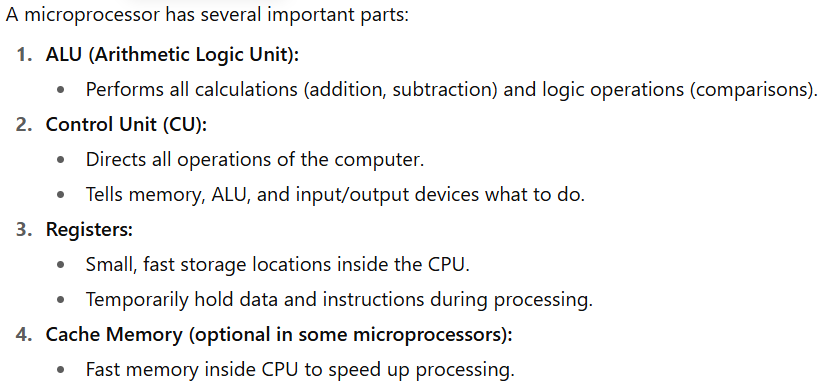 A microprocessor has several important parts:
1. ALU (Arithmetic Logic Unit):
• Performs all calculations (addition, subtraction) and logic operations (comparisons).
2. Control Unit (CU):
• Directs all operations of the computer.
• Tells memory, ALU, and input/output devices what to do.
3. Registers:
• Small, fast storage locations inside the CPU.
• Temporarily hold data and instructions during processing.
4. Cache Memory (optional in some microprocessors):
• Fast memory inside CPU to speed up processing.